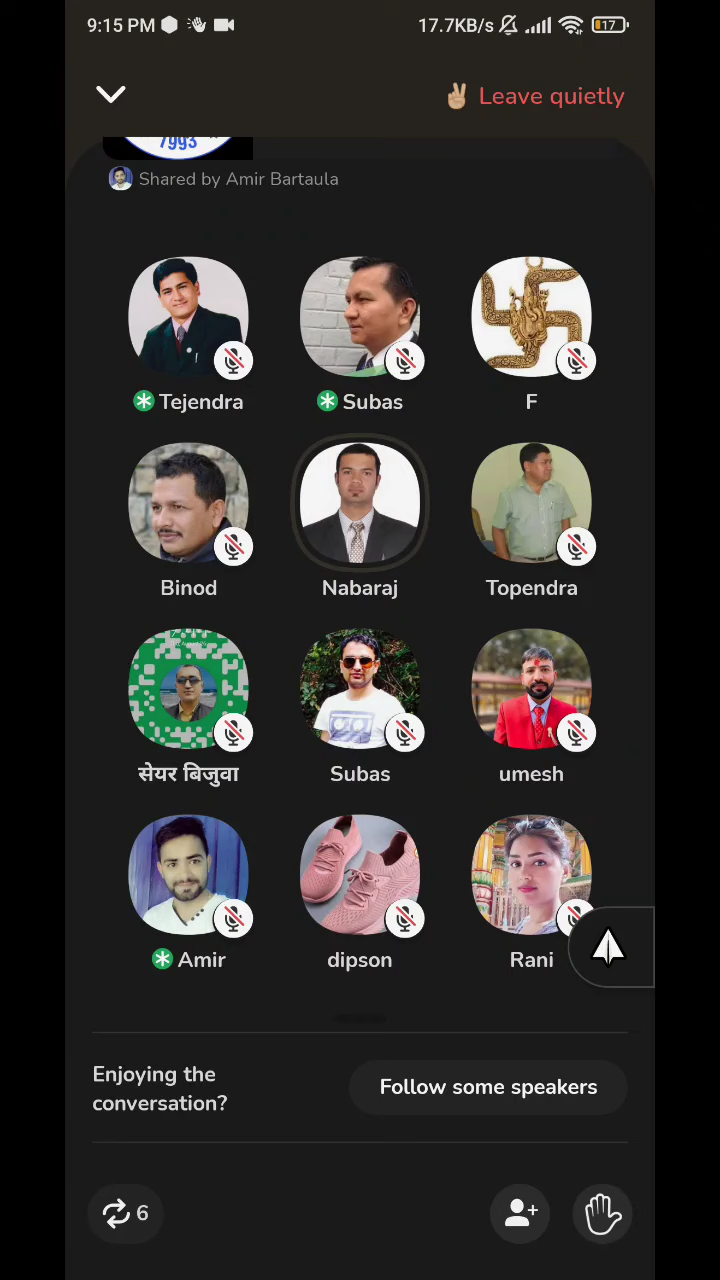 9:15 PM
17.7KB/s
17
Leave quietly
7993
Shared by Amir Bartaula
Tejendra
Subas
F
Binod
Nabaraj
Topendra
सेयर बिजुवा
Subas
umesh
Amir
dipson
Rani
Enjoying the
conversation?
Follow some speakers
6